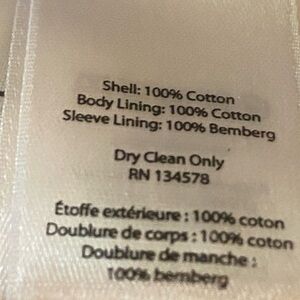 Shell: 100% Cotton
Body Lining: 100% Cotton
Sleeve Lining: 100% Bemberg
Dry Clean Only
RN 134578
Étoffe extérieure : 100% coton
Doublure de corps : 100% coton
Doublure de manche :
100% bemberg